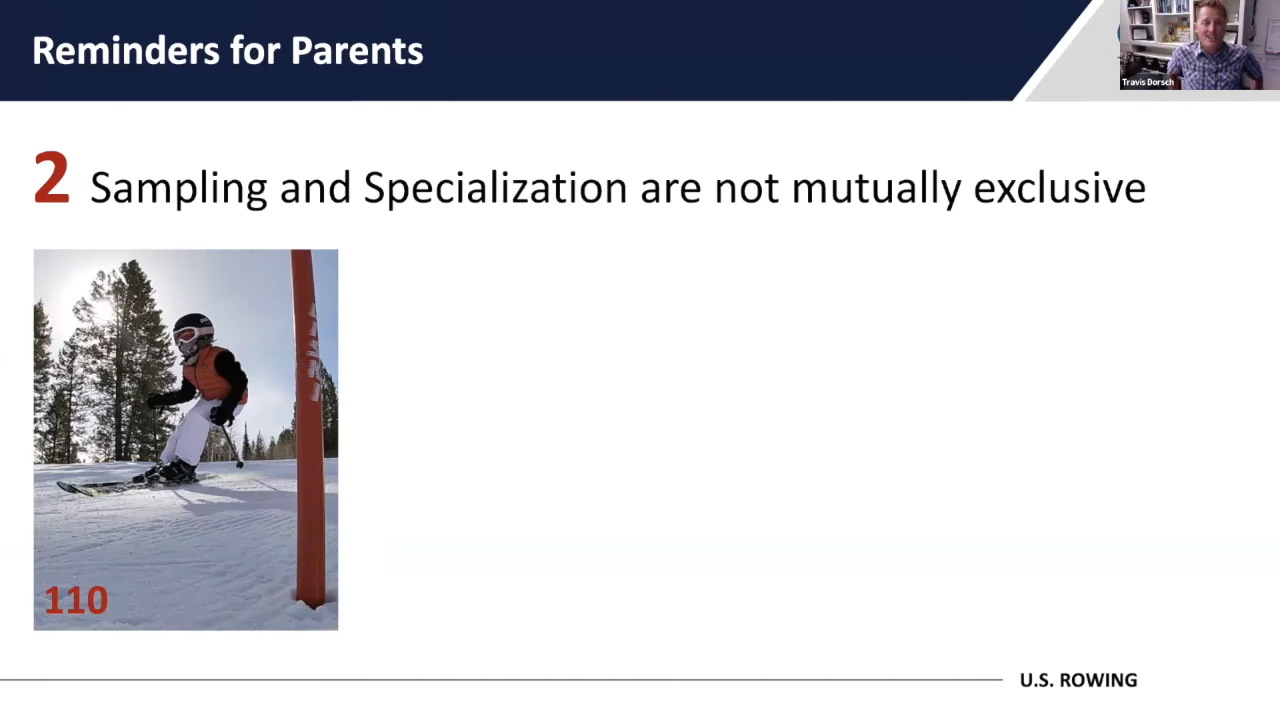 Reminders for Parents
Travis Dorsch
2 Sampling and Specialization are not mutually exclusive
110
U.S. ROWING